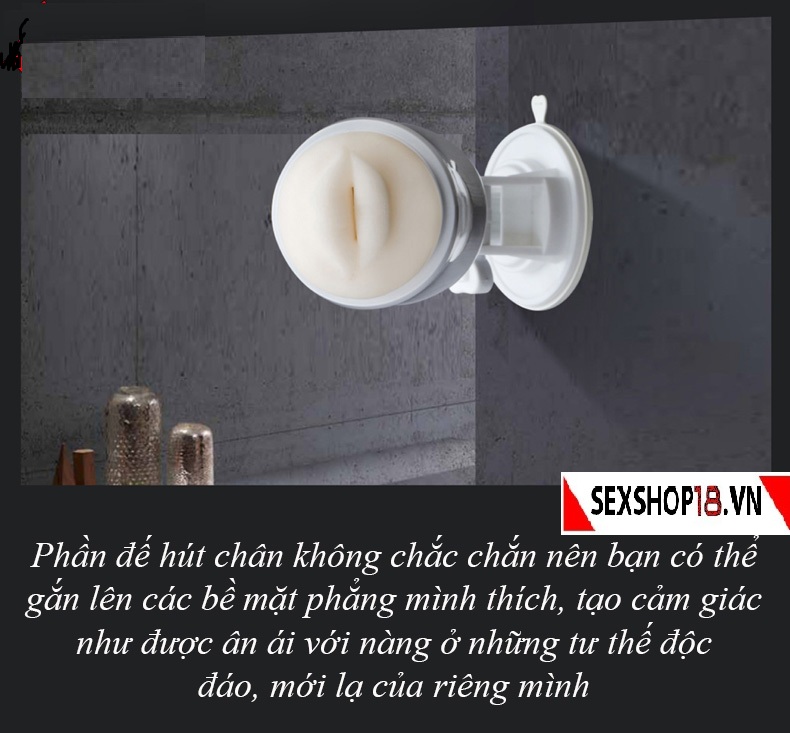 SEXSHOP18.VN
Phần đế hút chân không chắc chắn nên bạn có thể
gắn lên các bề mặt phẳng mình thích, tạo cảm giác
như được ân ái với nàng ở những tư thế độc
đáo, mới lạ của riêng mình